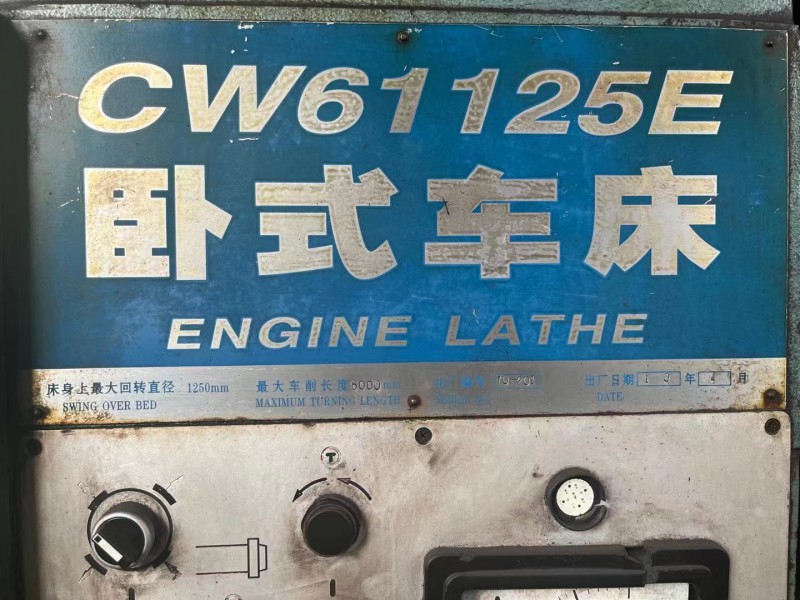 CW61125E
卧式车床
ENGINE LATHE
床身上最大回转直径 1250mm 最大车削长度 出厂日期 年 月
SWING OVER BED MAXIMUM TURNING LENGTH DATE
T